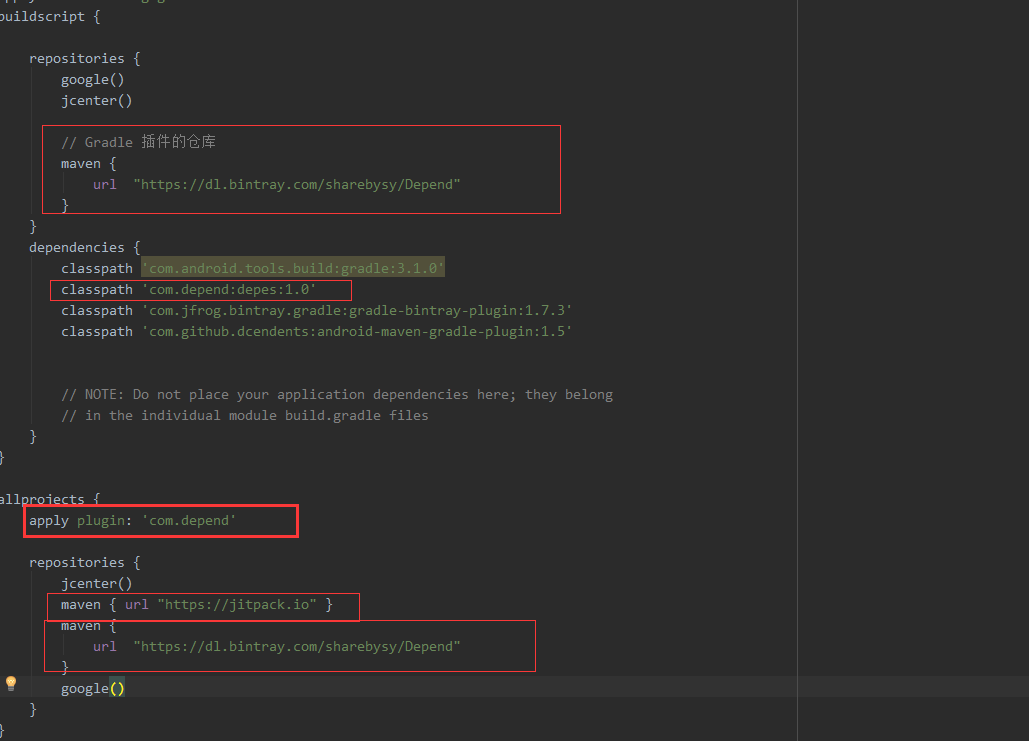 buildscript {
repositories {
google()
jcenter()
// Gradle 插件的仓库
maven {
url "https://dl.bintray.com/sharebysy/Depend"
}
}
dependencies {
classpath 'com.android.tools.build:gradle:3.1.0'
classpath 'com.depend:depes:1.0'
classpath 'com.jfrog.bintray.gradle:gradle-bintray-plugin:1.7.3'
classpath 'com.github.dcendents:android-maven-gradle-plugin:1.5'
// NOTE: Do not place your application dependencies here; they belong
// in the individual module build.gradle files
}
}
allprojects {
apply plugin: 'com.depend'
repositories {
jcenter()
maven { url "https://jitpack.io" }
maven {
url "https://dl.bintray.com/sharebysy/Depend"
}
google()
}
}